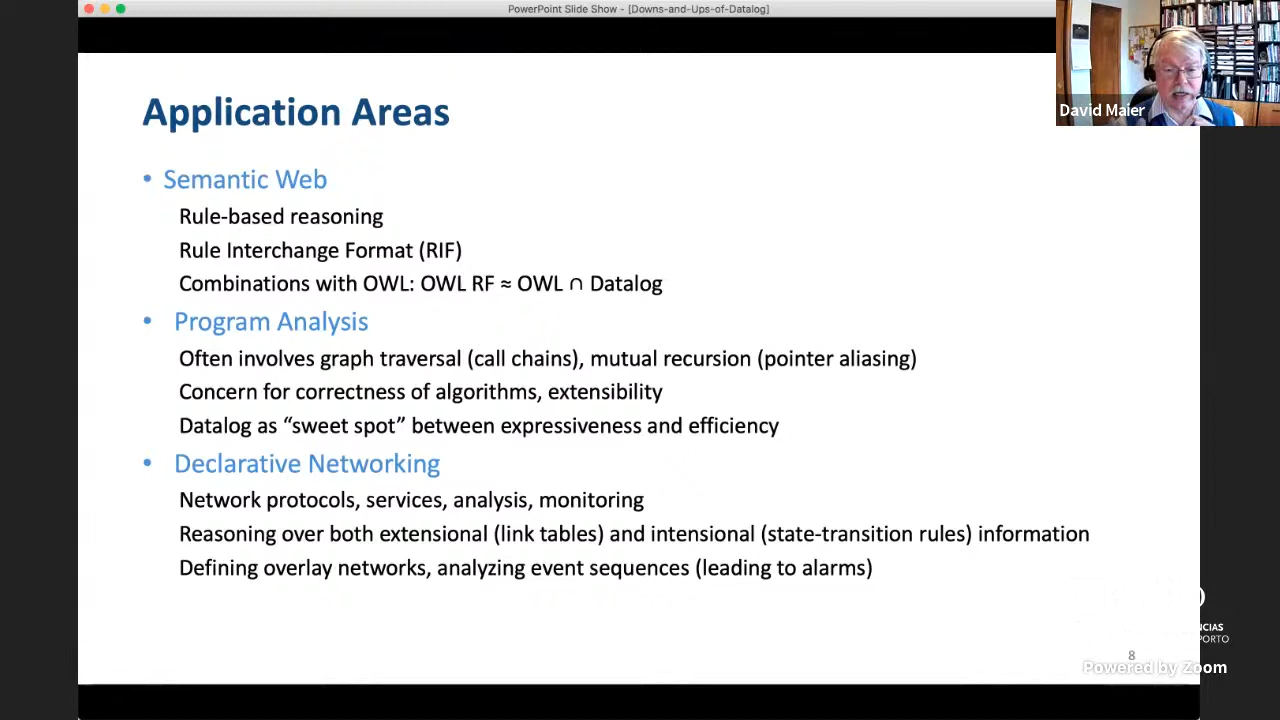 PowerPoint Slide Show - [Downs-and-Ups-of-Datalog]
David Maier
Application Areas
• Semantic Web
Rule-based reasoning
Rule Interchange Format (RIF)
Combinations with OWL: OWL RF ≈ OWL ∩ Datalog
• Program Analysis
Often involves graph traversal (call chains), mutual recursion (pointer aliasing)
Concern for correctness of algorithms, extensibility
Datalog as “sweet spot” between expressiveness and efficiency
• Declarative Networking
Network protocols, services, analysis, monitoring
Reasoning over both extensional (link tables) and intensional (state-transition rules) information
Defining overlay networks, analyzing event sequences (leading to alarms)
NCIAS
PORTO
8
Powered by Zoom